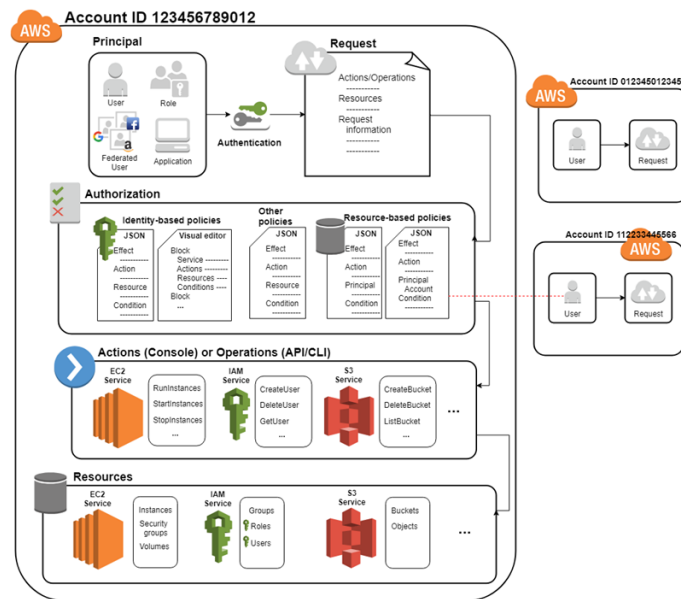 AWS
Account ID 123456789012
Principal
User
Role
G
f
a
Federated
User
Application
Authentication
Request
Actions/Operations
-----------
Resources
-----------
Request
information
-----------
-----------
Account ID 012345012345
AWS
User
Request
Authorization
Identity-based policies
JSON
Effect
-----------
Action
-----------
Resource
-----------
Condition
-----------
Visual editor
Block
Service --------
Actions ---------
Resources ----
Conditions ----
Block
...
Other
policies
JSON
Effect
-----------
Action
-----------
Resource
-----------
Condition
-----------
Resource-based policies
JSON
Effect
-----------
Action
-----------
Principal
-----------
Condition
-----------
JSON
Effect
-----------
Action
-----------
Principal
Account
Condition
-----------
Account ID 112233445566
AWS
User
Request
Actions (Console) or Operations (API/CLI)
EC2
Service
RunInstances
StartInstances
StopInstances
...
IAM
Service
CreateUser
DeleteUser
GetUser
...
S3
Service
CreateBucket
DeleteBucket
ListBucket
...
...
Resources
EC2
Service
Instances
Security
groups
Volumes
IAM
Service
Groups
Roles
Users
S3
Service
Buckets
Objects
...